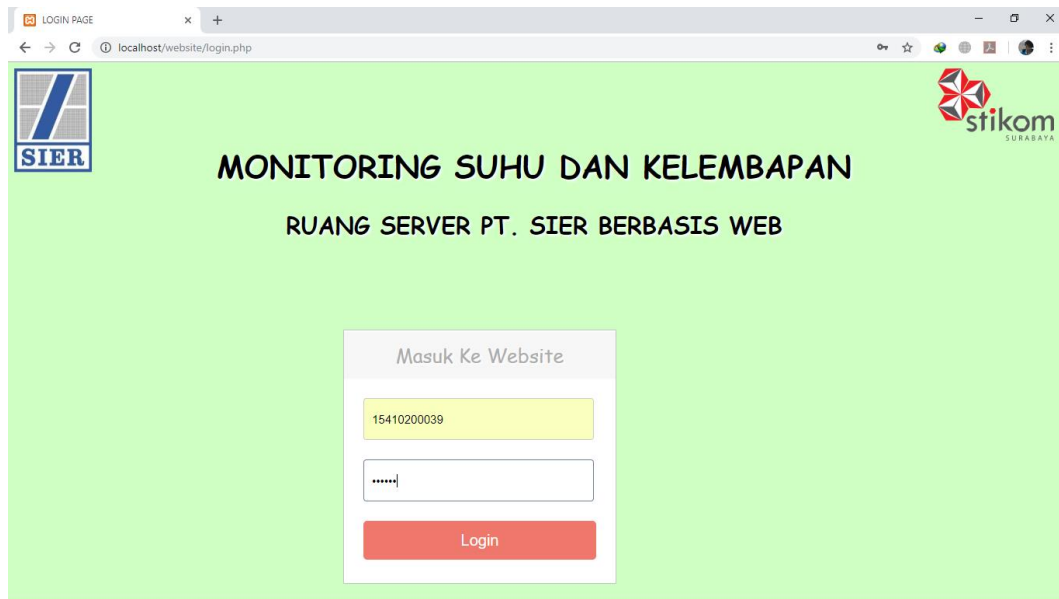 LOGIN PAGE
localhost/website/login.php
SIER
stikom
SURABAYA
MONITORING SUHU DAN KELEMBAPAN
RUANG SERVER PT. SIER BERBASIS WEB
Masuk Ke Website
15410200039
••••••
Login